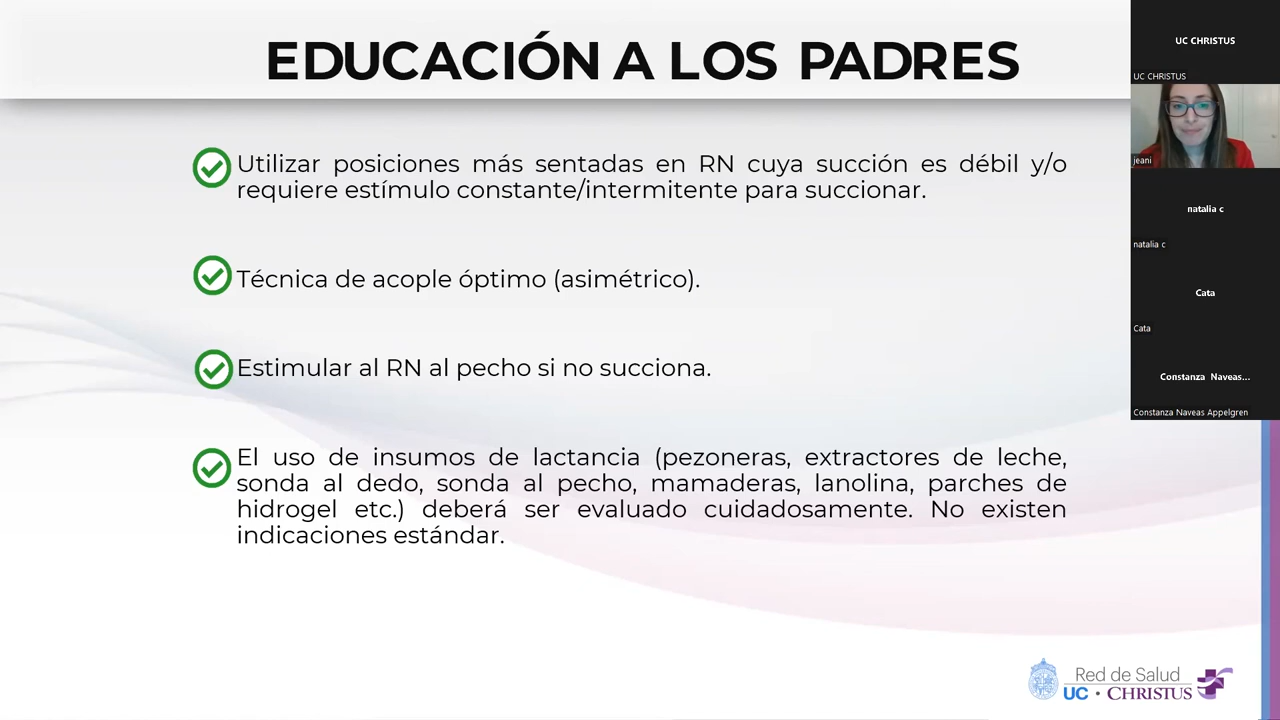 EDUCACIÓN A LOS PADRES
Utilizar posiciones más sentadas en RN cuya succión es débil y/o
requiere estímulo constante/intermitente para succionar.
Técnica de acople óptimo (asimétrico).
Estimular al RN al pecho si no succiona.
El uso de insumos de lactancia (pezoneras, extractores de leche,
sonda al dedo, sonda al pecho, mamaderas, lanolina, parches de
hidrogel etc.) deberá ser evaluado cuidadosamente. No existen
indicaciones estándar.
UC CHRISTUS
UC CHRISTUS
jeani
natalia c
natalia c
Cata
Cata
Constanza Naveas...
Constanza Naveas Appelgren
Red de Salud
UC · CHRISTUS